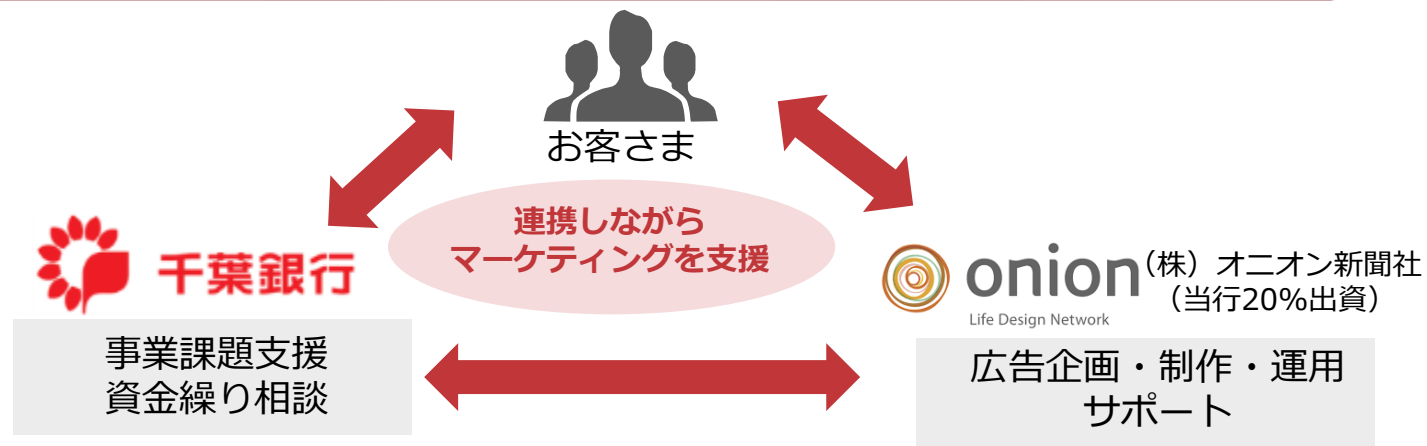 お客さま
連携しながら
マーケティングを支援
千葉銀行
事業課題支援
資金繰り相談
onion
Life Design Network
（株）オニオン新聞社
（当行20%出資）
広告企画・制作・運用
サポート